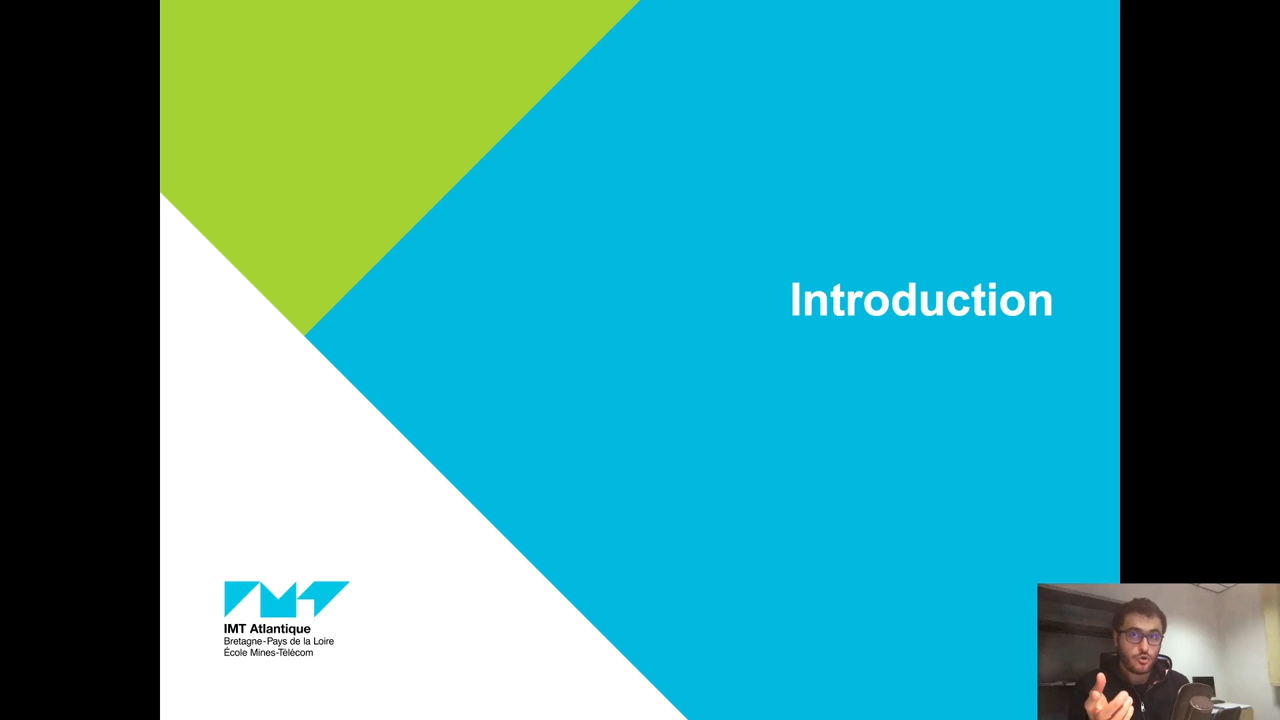 Introduction
IMT Atlantique
Bretagne-Pays de la Loire
École Mines-Télécom